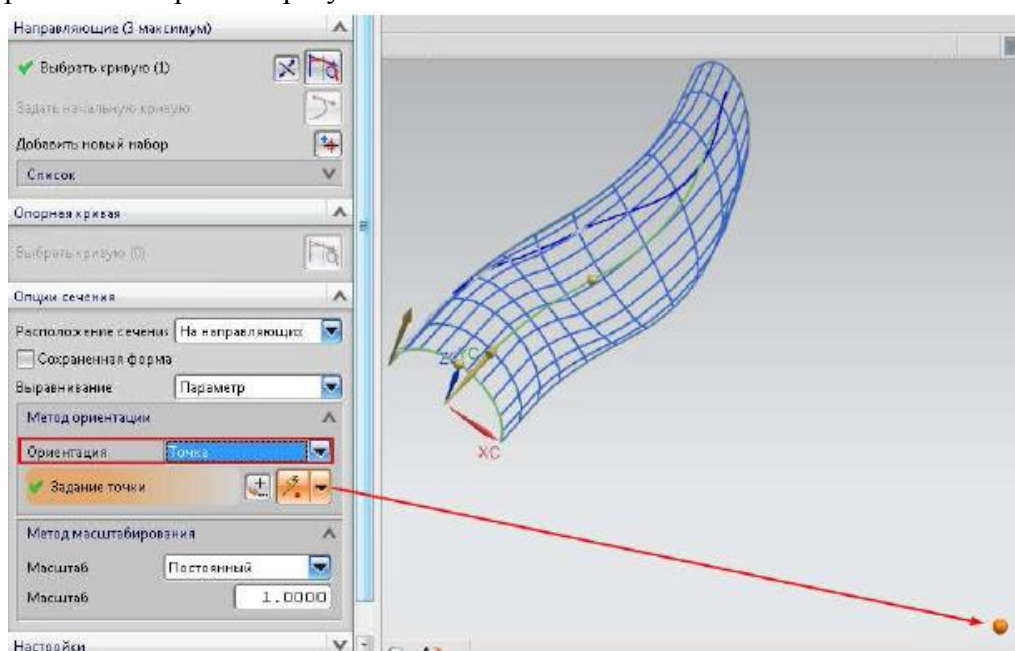 Направляющие (3 максимум)
Выбрать кривую (1)
Задать начальную кривую
Добавить новый набор
Список
Опорная кривая
Выбрать кривую (0)
Опции сечения
Расположение сечени На направляющих
Сохраненная форма
Выравнивание Параметр
Метод ориентации
Ориентация Точка
Задание точки
Метод масштабирования
Масштаб Постоянный
Масштаб 1.0000
Настройки
YC
XC